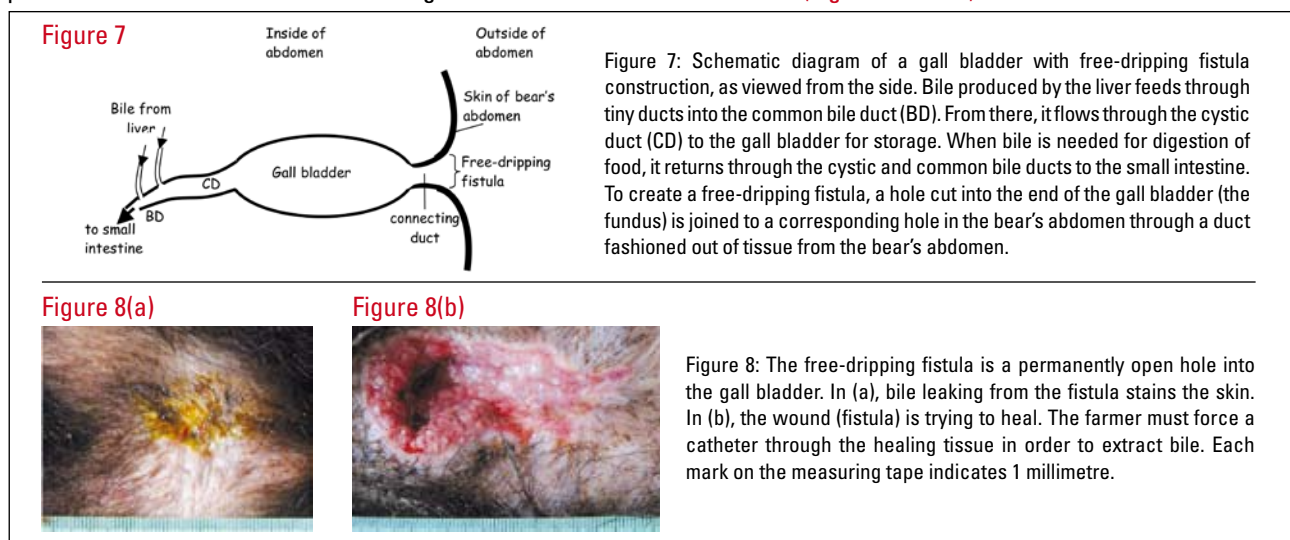 Figure 7
Inside of
abdomen
Outside of
abdomen
Bile from
liver
Skin of bear's
abdomen
Free-dripping
fistula
Gall bladder
CD
BD
to small
intestine
connecting
duct
Figure 7: Schematic diagram of a gall bladder with free-dripping fistula
construction, as viewed from the side. Bile produced by the liver feeds through
tiny ducts into the common bile duct (BD). From there, it flows through the cystic
duct (CD) to the gall bladder for storage. When bile is needed for digestion of
food, it returns through the cystic and common bile ducts to the small intestine.
To create a free-dripping fistula, a hole cut into the end of the gall bladder (the
fundus) is joined to a corresponding hole in the bear's abdomen through a duct
fashioned out of tissue from the bear's abdomen.
Figure 8(a)
Figure 8(b)
Figure 8: The free-dripping fistula is a permanently open hole into
the gall bladder. In (a), bile leaking from the fistula stains the skin.
In (b), the wound (fistula) is trying to heal. The farmer must force a
catheter through the healing tissue in order to extract bile. Each
mark on the measuring tape indicates 1 millimetre.